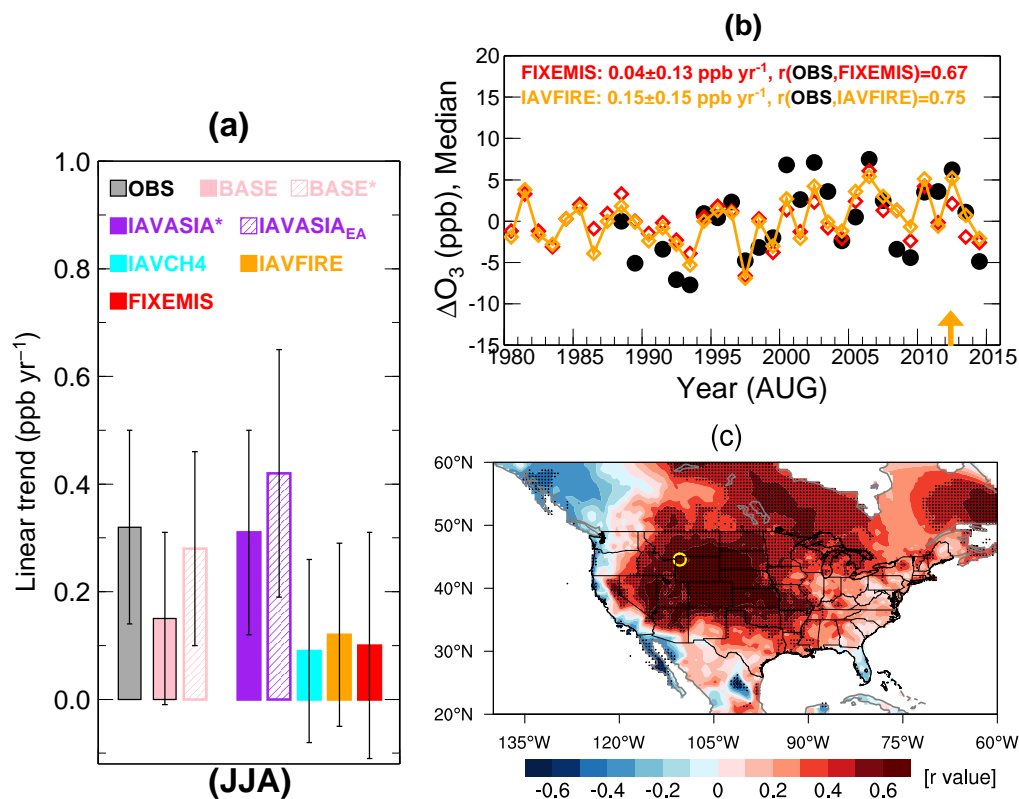 (a)
1.0
0.8
0.6
0.4
0.2
0.0
Linear trend (ppb yr⁻¹)
OBS BASE BASE*
IAVASIA* IAVASIA_EA
IAVCH4 IAVFIRE
FIXEMIS
(JJA)
(b)
20
15
10
5
0
-5
-10
-15
ΔO₃ (ppb), Median
FIXEMIS: 0.04±0.13 ppb yr⁻¹, r(OBS,FIXEMIS)=0.67
IAVFIRE: 0.15±0.15 ppb yr⁻¹, r(OBS,IAVFIRE)=0.75
1980 1985 1990 1995 2000 2005 2010 2015
Year (AUG)
(c)
60°N
50°N
40°N
30°N
20°N
135°W 120°W 105°W 90°W 75°W 60°W
-0.6 -0.4 -0.2 0 0.2 0.4 0.6 [r value]